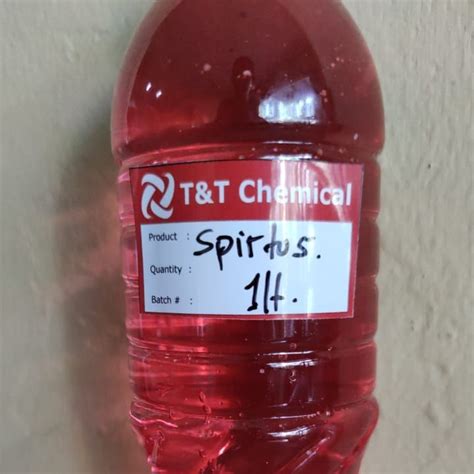 T&T Chemical
Product : Spirtus.
Quantity :
Batch # : 1lt.